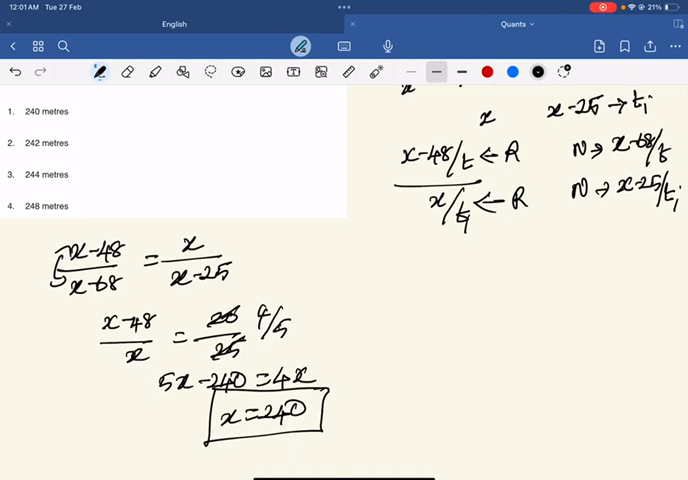 12:01 AM Tue 27 Feb
21%
English
Quants
1. 240 metres
2. 242 metres
3. 244 metres
4. 248 metres
x
x x-25 → t₁
x-48/t ← R N → x-68/t
x/t₁ ← R N → x-25/t₁
x-48/x-68 = x/x-25
x-48/x = 20/25 4/5
5x-240 = 4x
x = 240